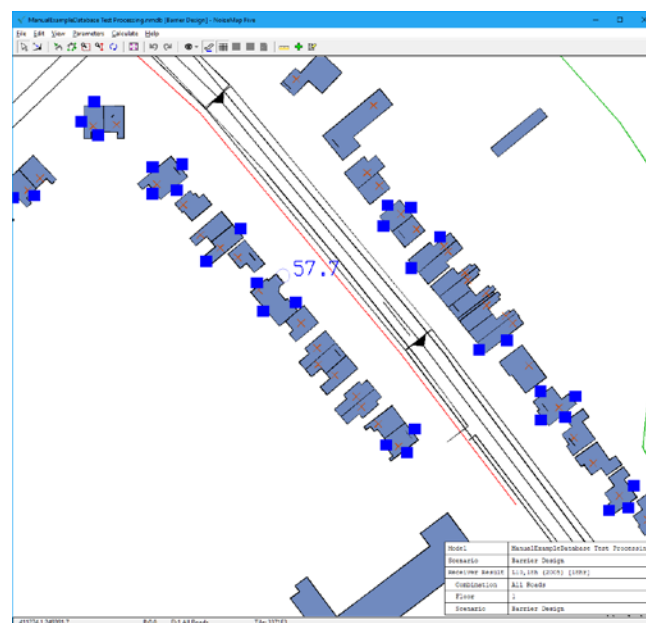 ManualExampleDatabase Test Processing.nmdb [Barrier Design] - NoiseMap Five
File Edit View Parameters Calculate Help
57.7
Model ManualExampleDatabase Test Processin
Scenario Barrier Design
Receiver Result
Combination All Roads
Floor 1
Scenario Barrier Design